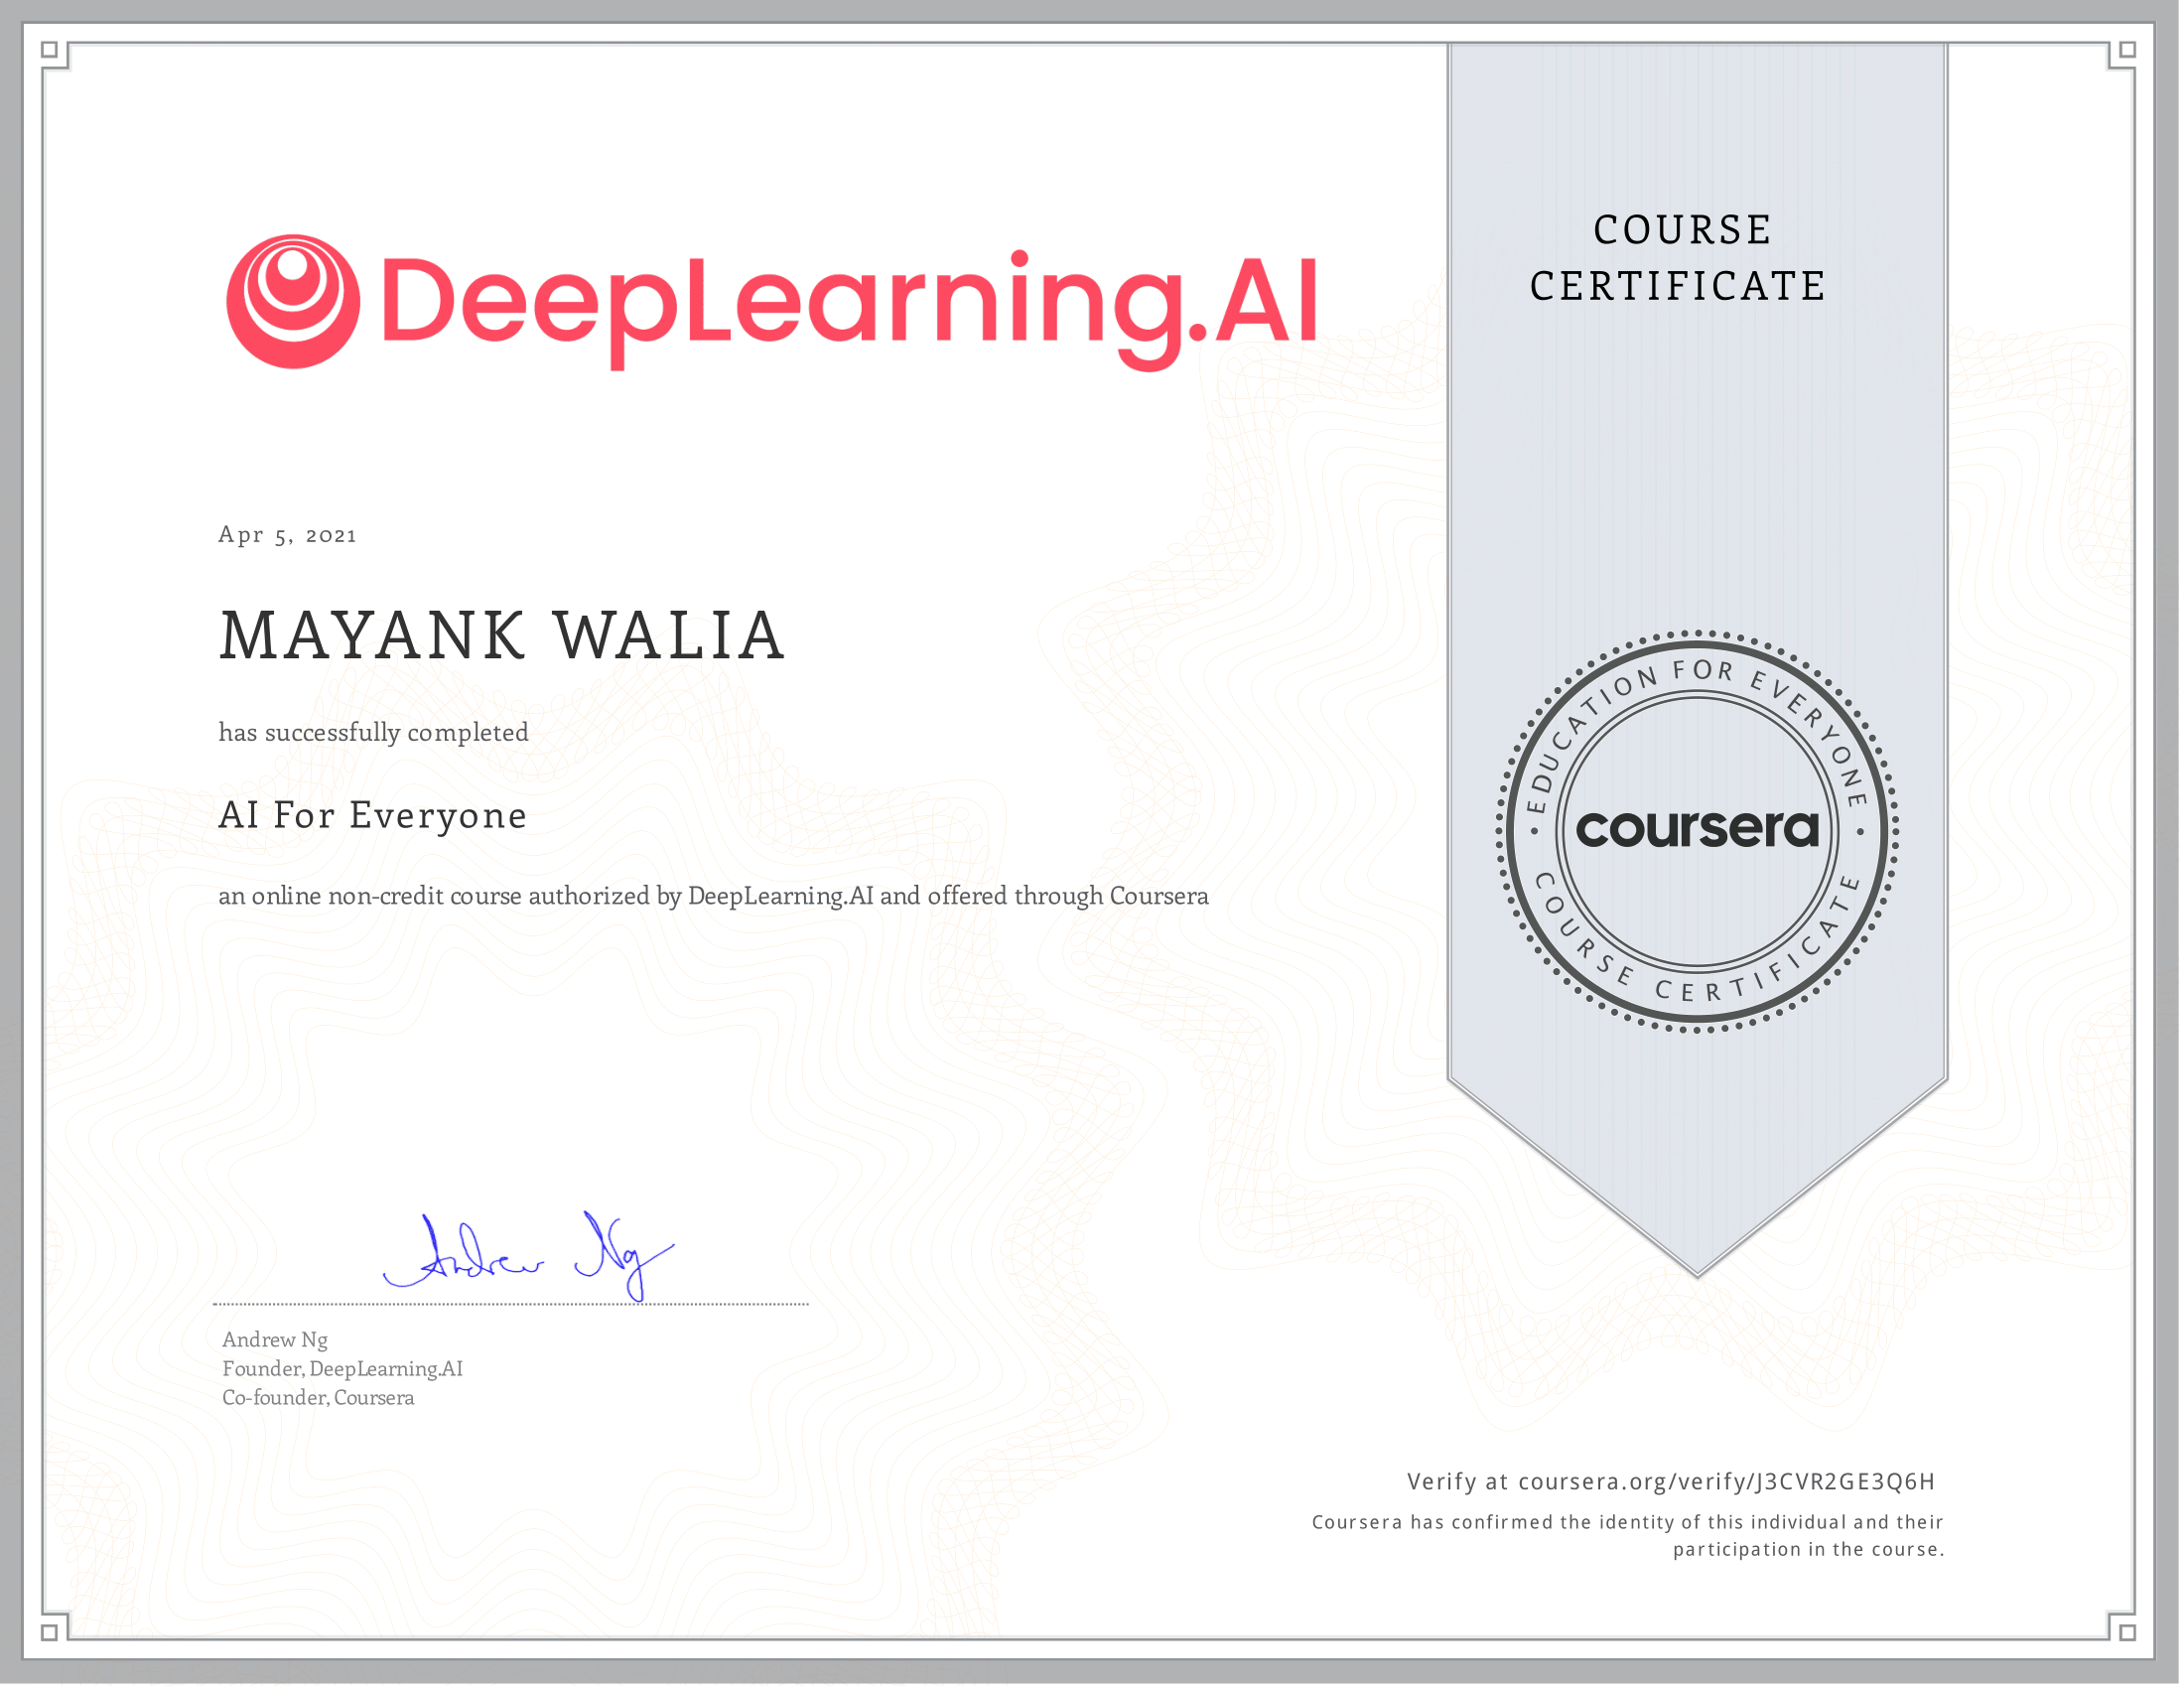 DeepLearning.AI
COURSE
CERTIFICATE
Apr 5, 2021
MAYANK WALIA
has successfully completed
AI For Everyone
an online non-credit course authorized by DeepLearning.AI and offered through Coursera
EDUCATION FOR EVERYONE
coursera
COURSE CERTIFICATE
Andrew Ng
Andrew Ng
Founder, DeepLearning.AI
Co-founder, Coursera
Verify at coursera.org/verify/J3CVR2GE3Q6H
Coursera has confirmed the identity of this individual and their
participation in the course.